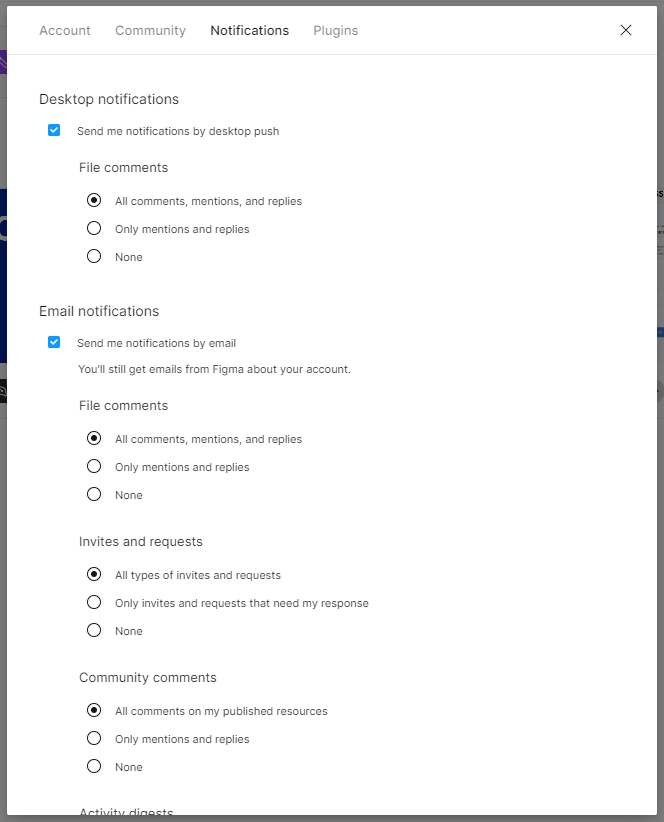 Account Community Notifications Plugins
Desktop notifications
Send me notifications by desktop push
File comments
All comments, mentions, and replies
Only mentions and replies
None
Email notifications
Send me notifications by email
You'll still get emails from Figma about your account.
File comments
All comments, mentions, and replies
Only mentions and replies
None
Invites and requests
All types of invites and requests
Only invites and requests that need my response
None
Community comments
All comments on my published resources
Only mentions and replies
None
Activity digests